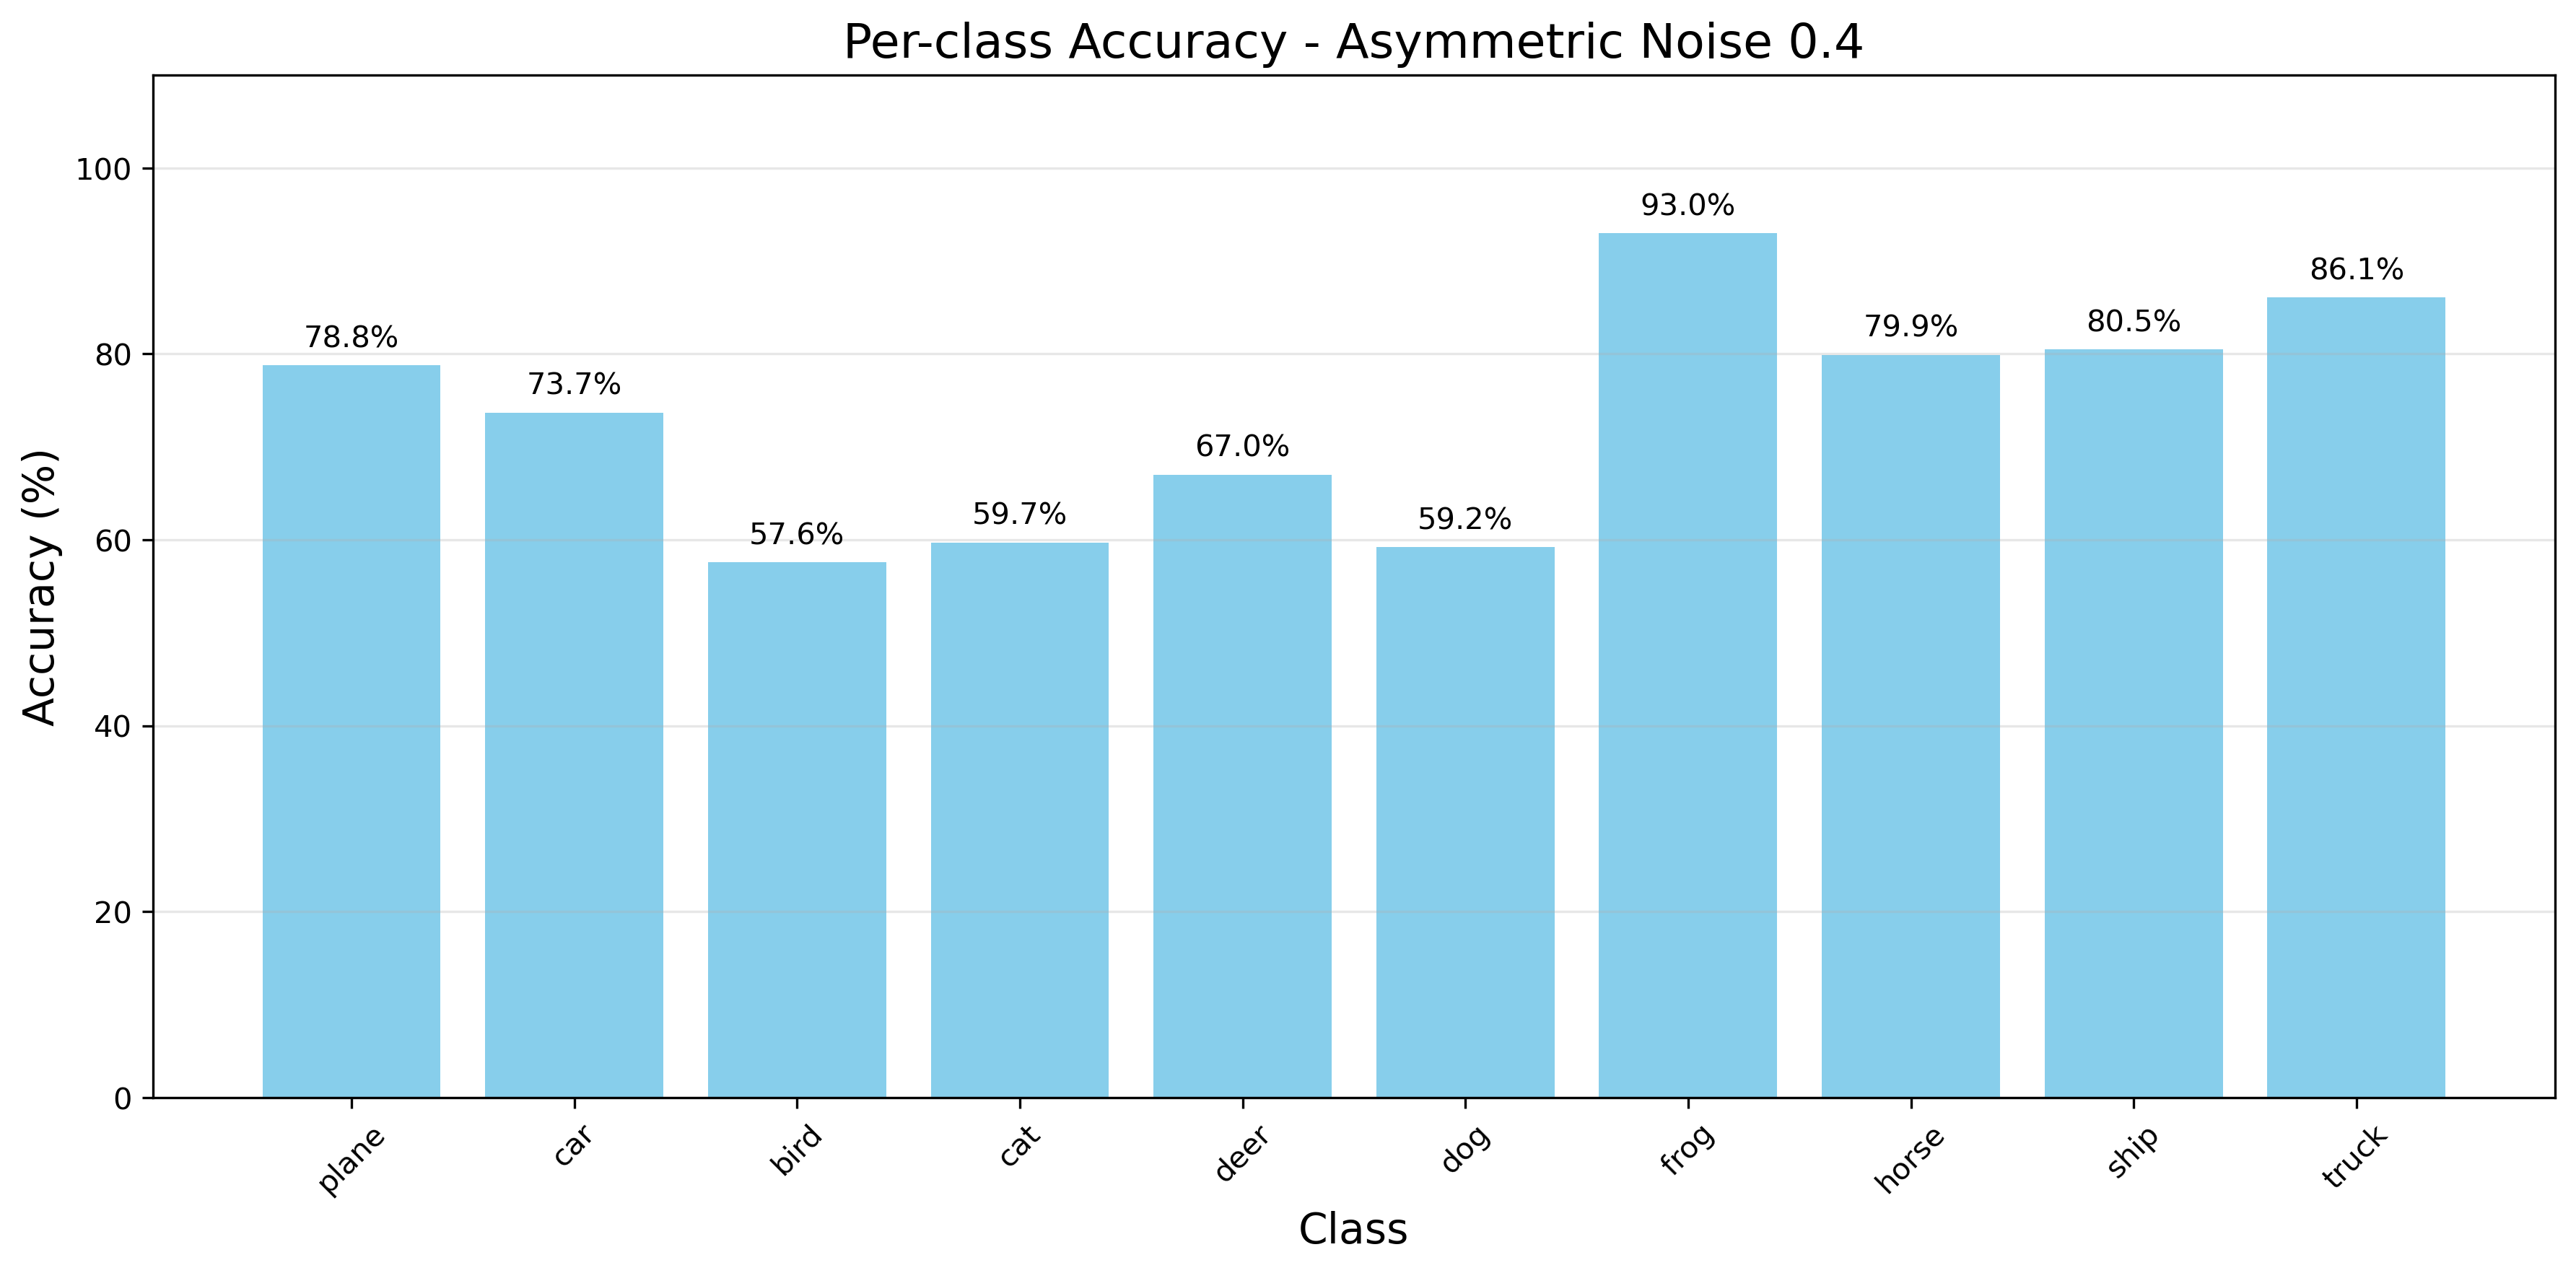 Per-class Accuracy - Asymmetric Noise 0.4
Accuracy (%)
100
80
60
40
20
0
78.8%
73.7%
57.6%
59.7%
67.0%
59.2%
93.0%
79.9%
80.5%
86.1%
plane
car
bird
cat
deer
dog
frog
horse
ship
truck
Class